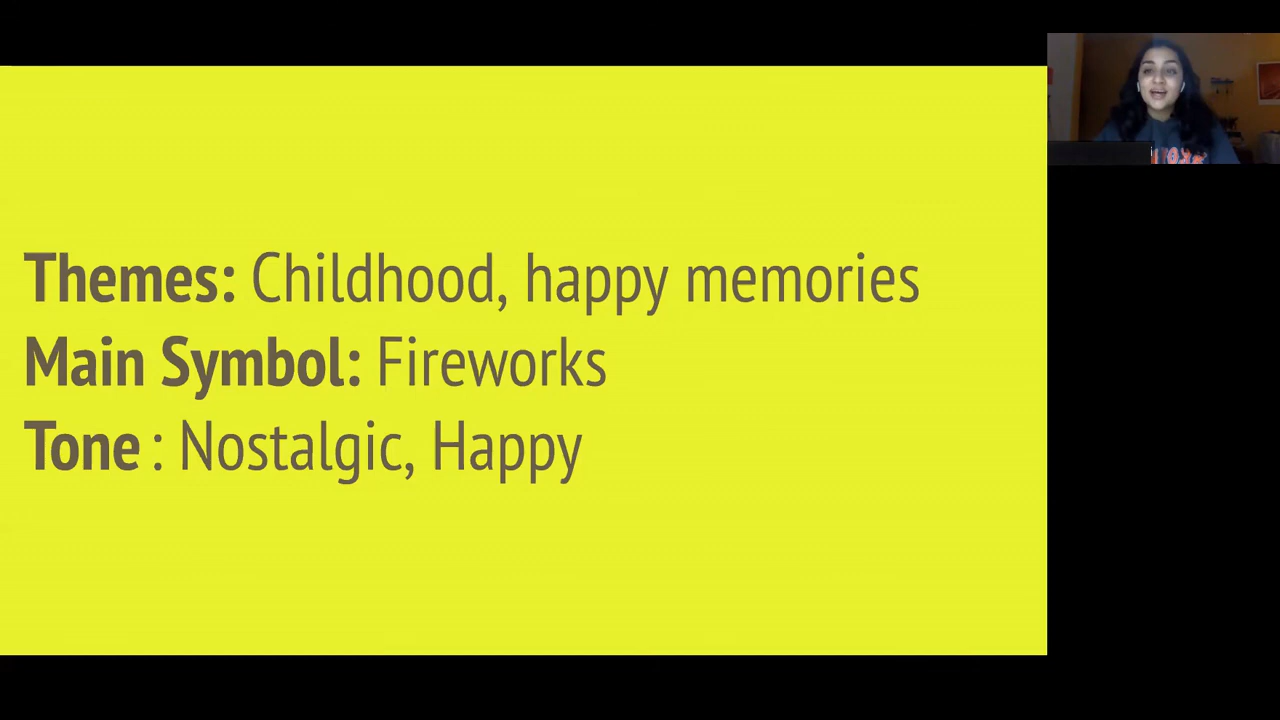 Themes: Childhood, happy memories
Main Symbol: Fireworks
Tone : Nostalgic, Happy